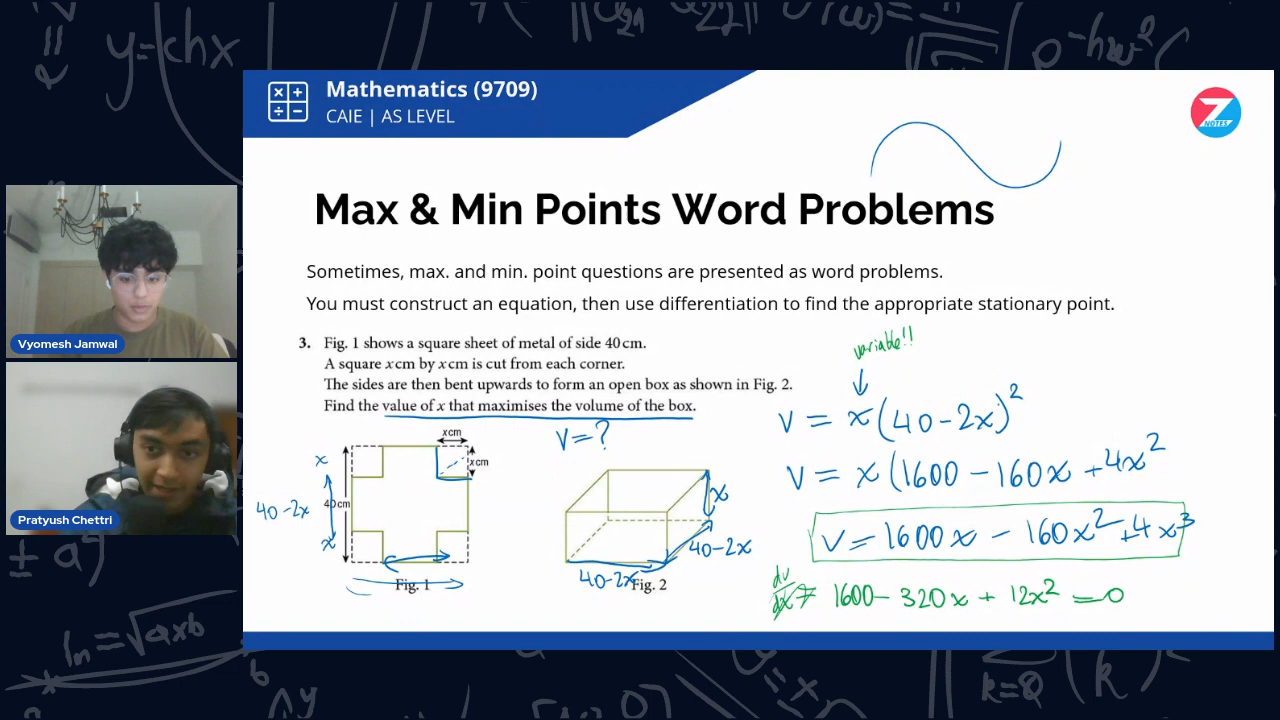 Mathematics (9709)
CAIE | AS LEVEL
Z
NOTES
Max & Min Points Word Problems
Sometimes, max. and min. point questions are presented as word problems.
You must construct an equation, then use differentiation to find the appropriate stationary point.
3. Fig. 1 shows a square sheet of metal of side 40 cm.
A square x cm by x cm is cut from each corner.
The sides are then bent upwards to form an open box as shown in Fig. 2.
Find the value of x that maximises the volume of the box.
variable!!
V = x(40-2x)²
V = x(1600 - 160x + 4x²
V = 1600x - 160x² + 4x³
dv
1600 - 320x + 12x² = 0
V = ?
x cm
x cm
x
40-2x
40 cm
x
Fig. 1
x
40-2x
40-2x
Fig. 2
Vyomesh Jamwal
Pratyush Chettri
y=
chx
ln = √axb
k=